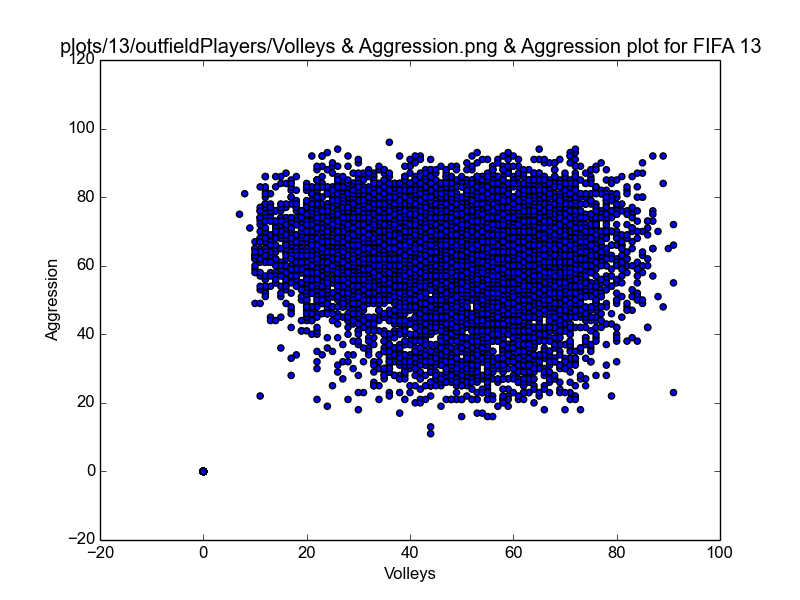 plots/13/outfieldPlayers/Volleys & Aggression.png & Aggression plot for FIFA 13
120
100
80
60
40
20
0
−20
Aggression
−20 0 20 40 60 80 100
Volleys